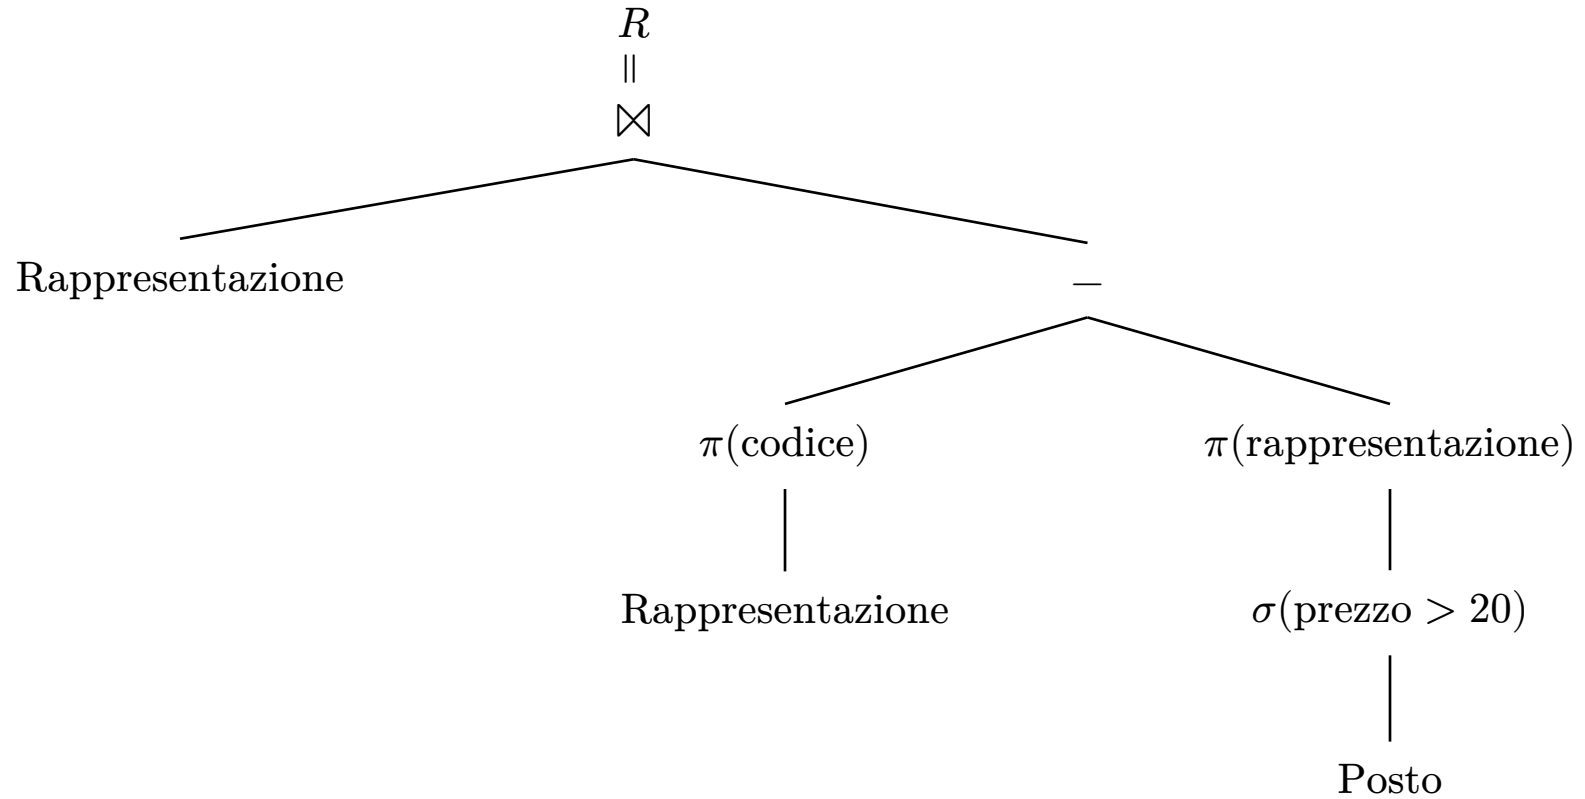 R
=
⋈
Rappresentazione
−
π(codice) π(rappresentazione)
Rappresentazione σ(prezzo > 20)
Posto